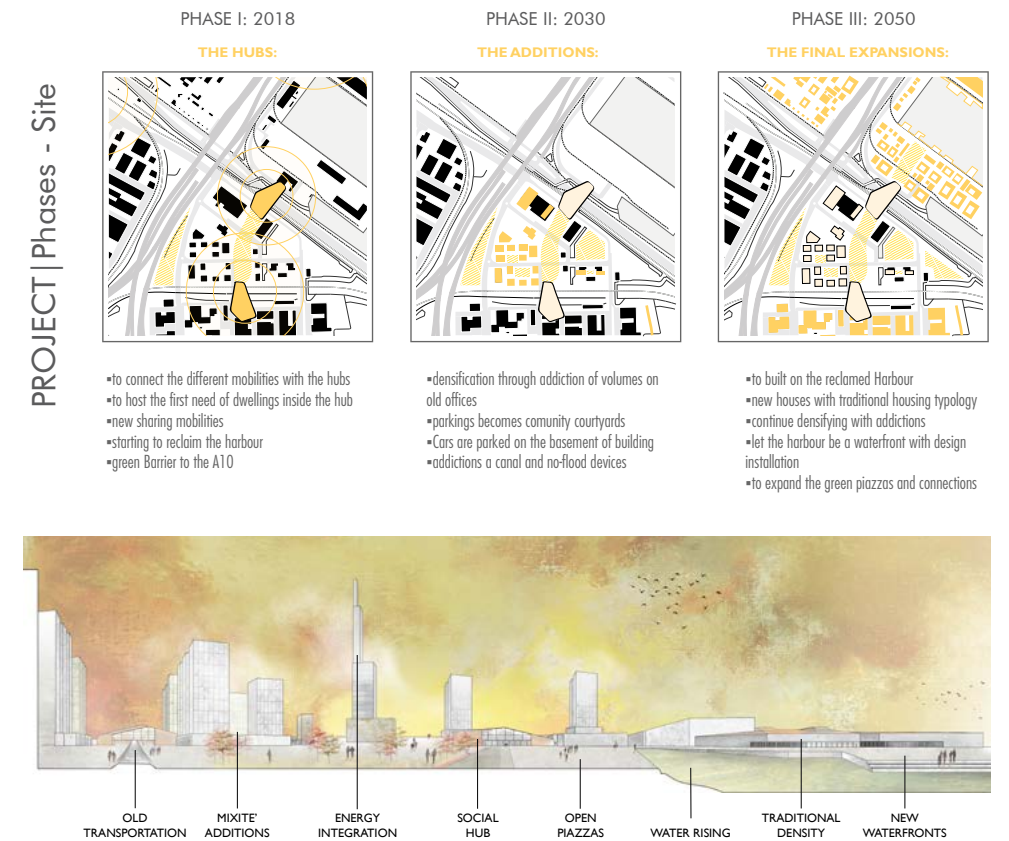 PROJECT|Phases - Site
PHASE I: 2018
THE HUBS:
▪to connect the different mobilities with the hubs
▪to host the first need of dwellings inside the hub
▪new sharing mobilities
▪starting to reclaim the harbour
▪green Barrier to the A10
PHASE II: 2030
THE ADDITIONS:
▪densification through addiction of volumes on
old offices
▪parkings becomes comunity courtyards
▪Cars are parked on the basement of building
▪addictions a canal and no-flood devices
PHASE III: 2050
THE FINAL EXPANSIONS:
▪to built on the reclaimed Harbour
▪new houses with traditional housing typology
▪continue densifying with addictions
▪let the harbour be a waterfront with design
installation
▪to expand the green piazzas and connections
OLD
TRANSPORTATION
MIXITE'
ADDITIONS
ENERGY
INTEGRATION
SOCIAL
HUB
OPEN
PIAZZAS
WATER RISING
TRADITIONAL
DENSITY
NEW
WATERFRONTS